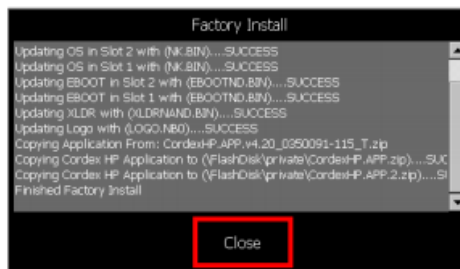 Factory Install
Updating OS in Slot 2 with (NK.BIN)....SUCCESS
Updating OS in Slot 1 with (NK.BIN)....SUCCESS
Updating EBOOT in Slot 2 with (EBOOTND.BIN)....SUCCESS
Updating EBOOT in Slot 1 with (EBOOTND.BIN)....SUCCESS
Updating XLDR with (XLDRNAND.BIN)....SUCCESS
Updating Logo with (LOGO.NB0)....SUCCESS
Copying Application From: CordexHP.APP.v4.20_0350091-115_T.zip
Copying Cordex HP Application to (\FlashDisk\private\CordexHP.APP.zip)....SUC
Copying Cordex HP Application to (\FlashDisk\private\CordexHP.APP.2.zip)....S
Finished Factory Install
Close